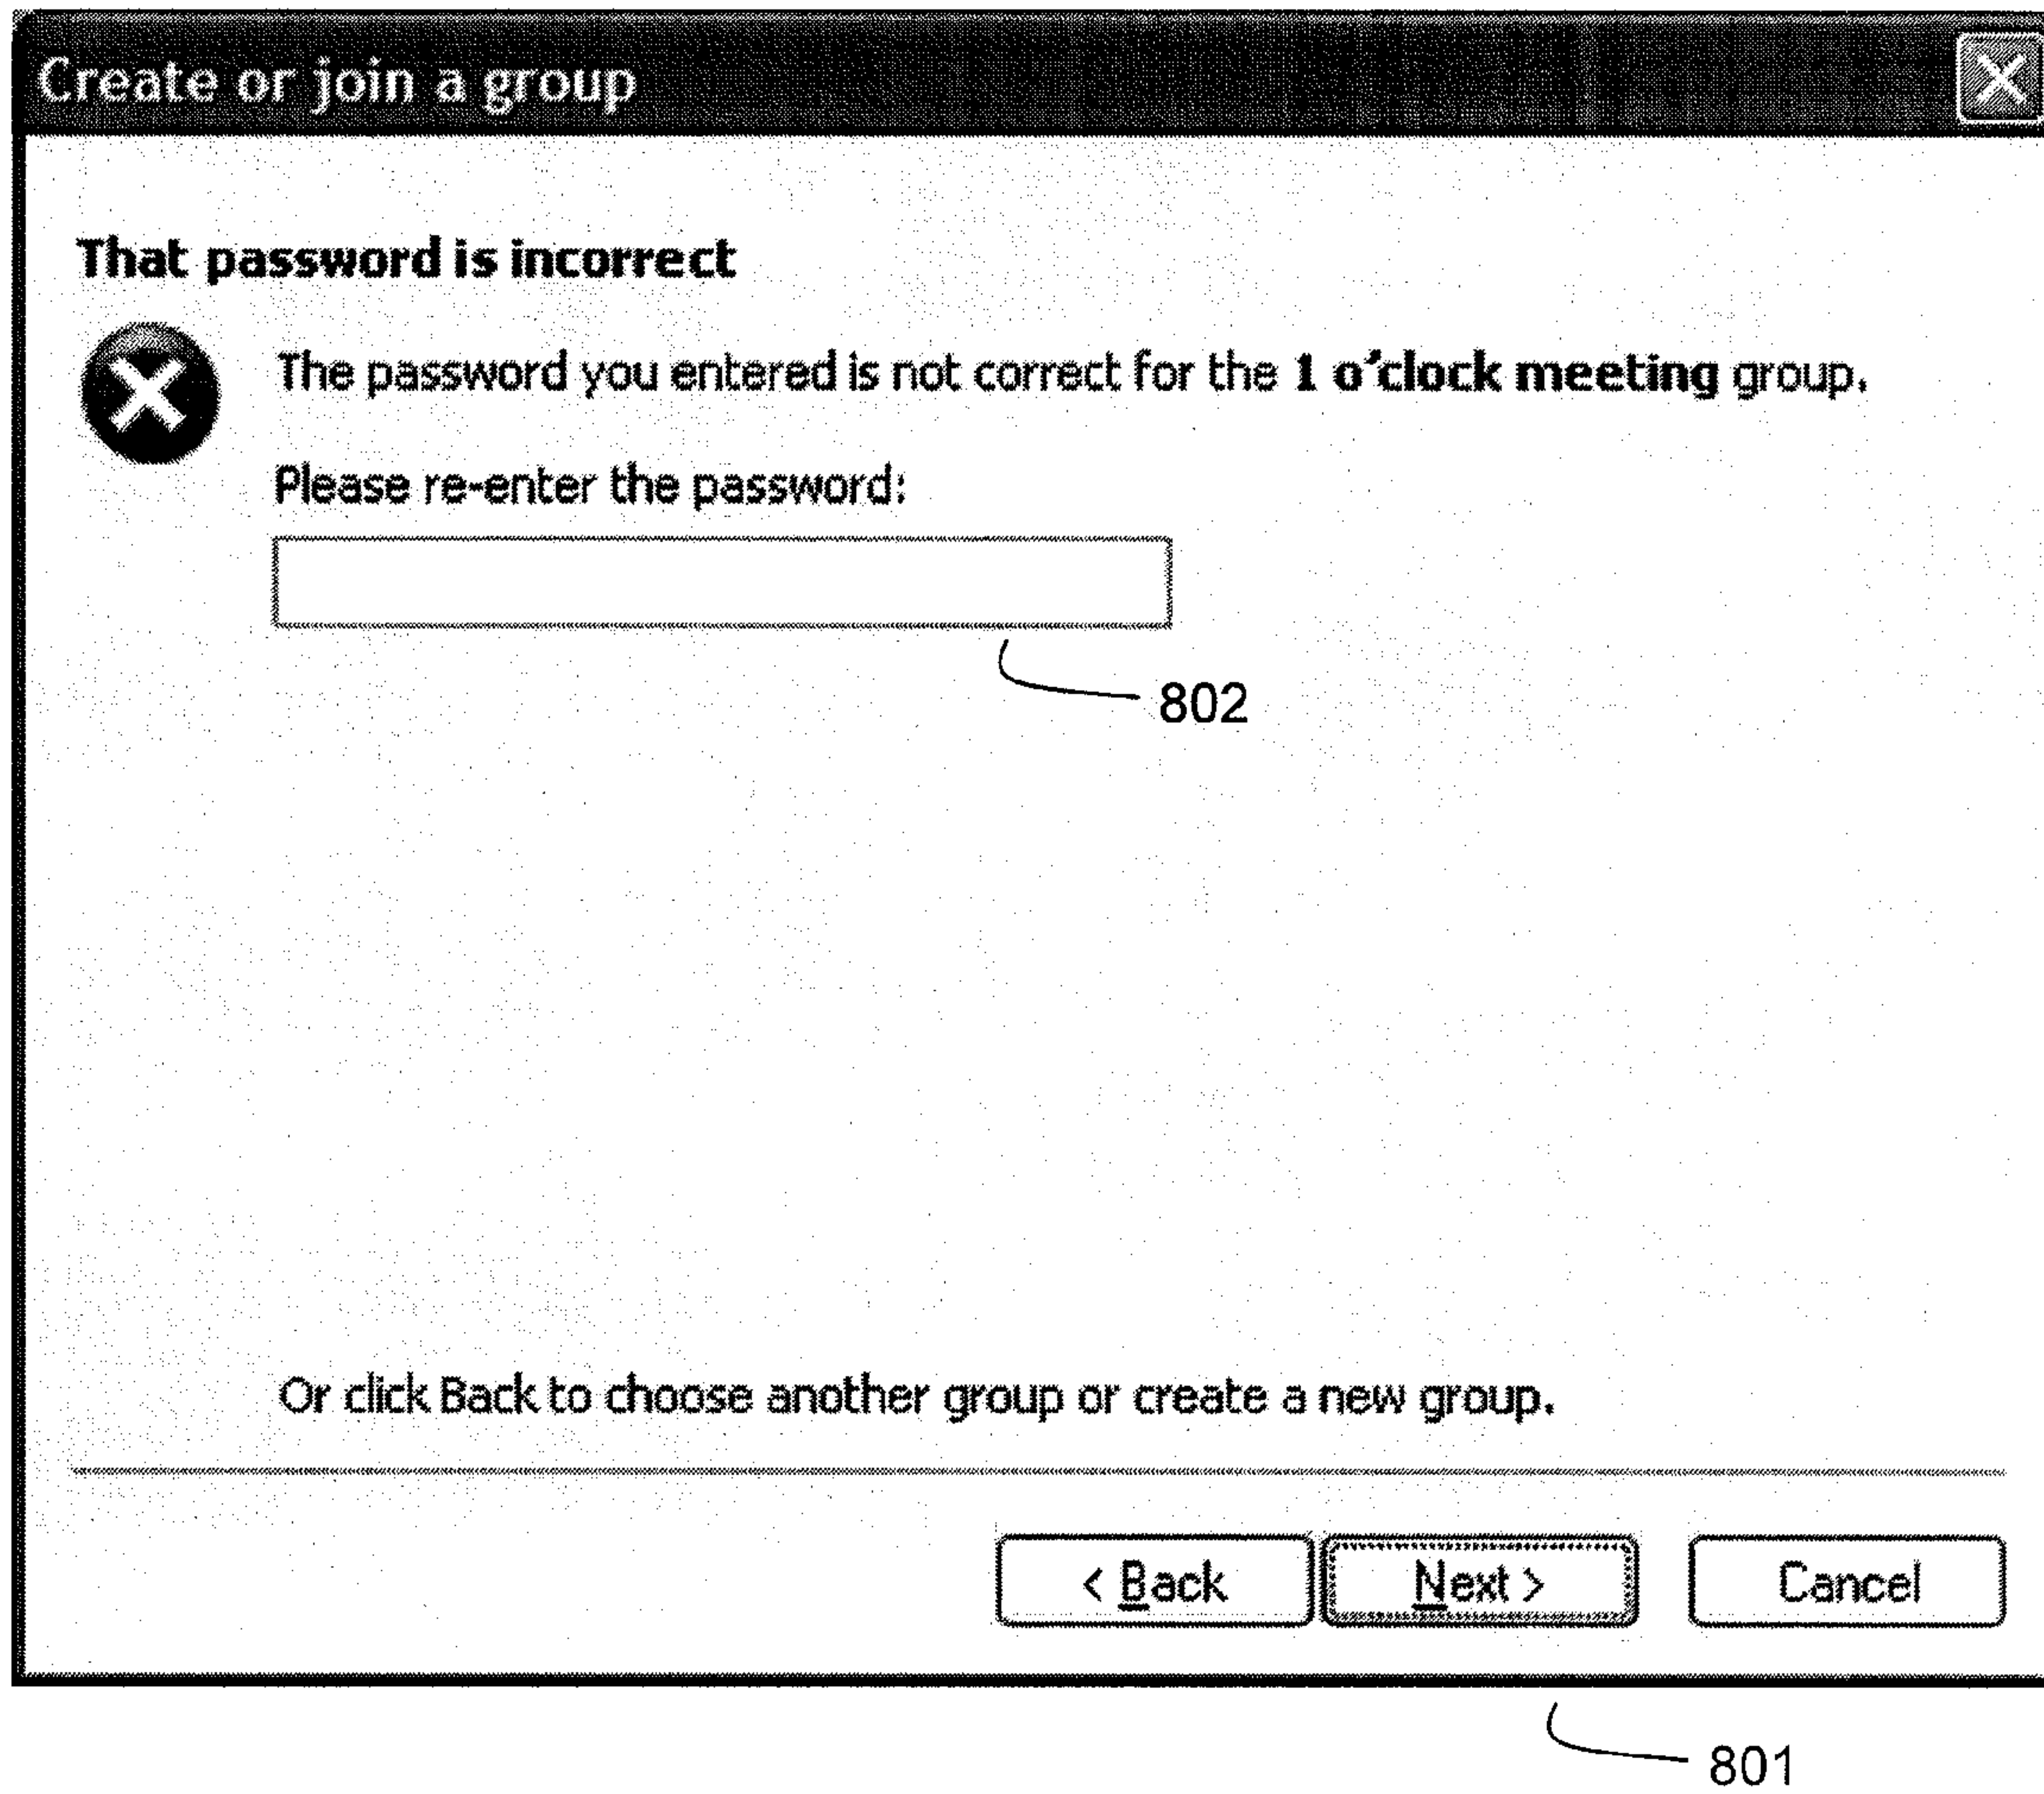 Create or join a group
That password is incorrect
The password you entered is not correct for the 1 o'clock meeting group.
Please re-enter the password:
802
Or click Back to choose another group or create a new group.
< Back Next > Cancel
801